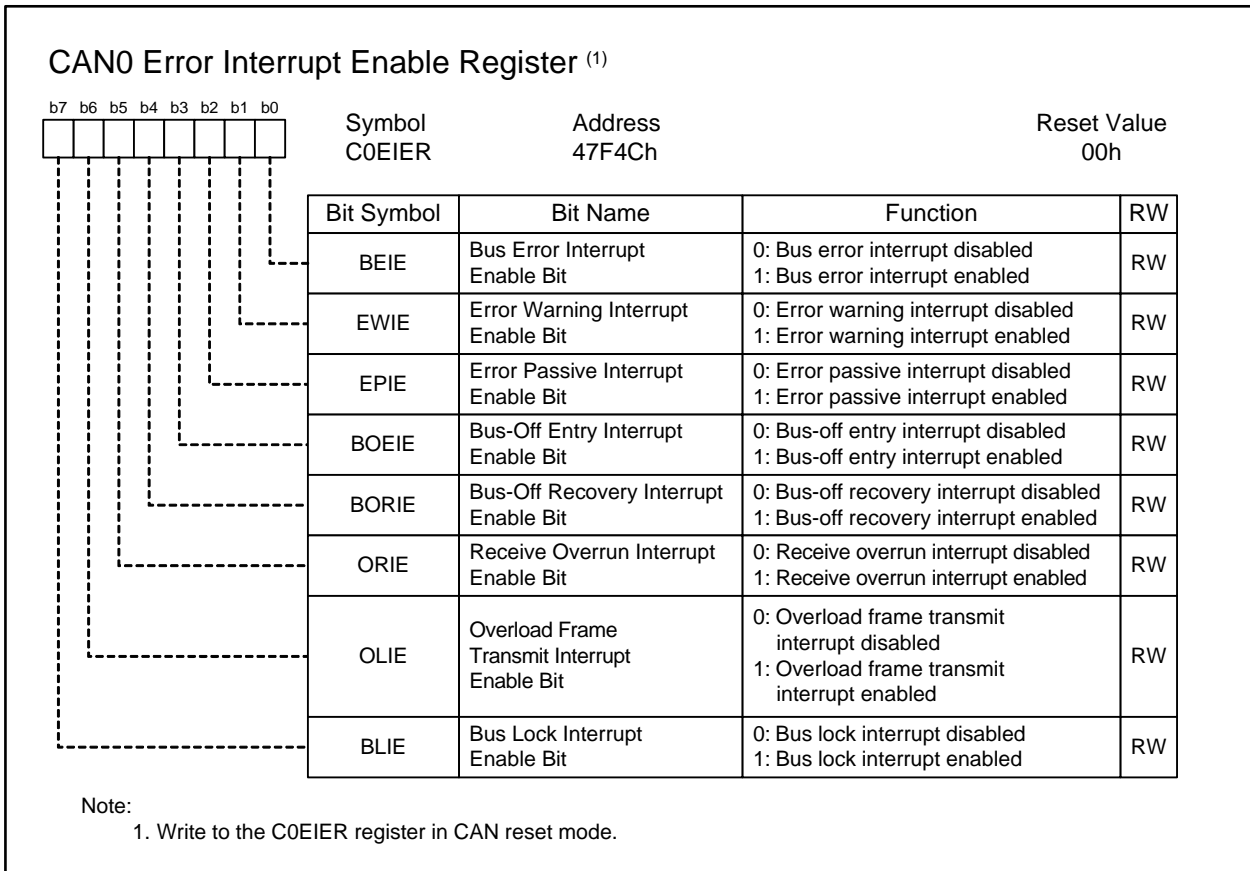 CAN0 Error Interrupt Enable Register (1)
b7 b6 b5 b4 b3 b2 b1 b0
Symbol Address Reset Value
C0EIER 47F4Ch 00h
Bit Symbol Bit Name Function RW
BEIE
Bus Error Interrupt
Enable Bit
0: Bus error interrupt disabled
1: Bus error interrupt enabled
RW
EWIE
Error Warning Interrupt
Enable Bit
0: Error warning interrupt disabled
1: Error warning interrupt enabled
RW
EPIE
Error Passive Interrupt
Enable Bit
0: Error passive interrupt disabled
1: Error passive interrupt enabled
RW
BOEIE
Bus-Off Entry Interrupt
Enable Bit
0: Bus-off entry interrupt disabled
1: Bus-off entry interrupt enabled
RW
BORIE
Bus-Off Recovery Interrupt
Enable Bit
0: Bus-off recovery interrupt disabled
1: Bus-off recovery interrupt enabled
RW
ORIE
Receive Overrun Interrupt
Enable Bit
0: Receive overrun interrupt disabled
1: Receive overrun interrupt enabled
RW
OLIE
Overload Frame
Transmit Interrupt
Enable Bit
0: Overload frame transmit
interrupt disabled
1: Overload frame transmit
interrupt enabled
RW
BLIE
Bus Lock Interrupt
Enable Bit
0: Bus lock interrupt disabled
1: Bus lock interrupt enabled
RW
Note:
1. Write to the C0EIER register in CAN reset mode.